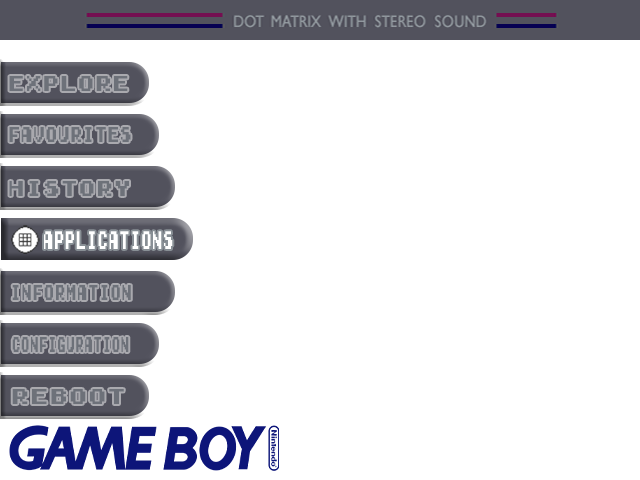 DOT MATRIX WITH STEREO SOUND
EXPLORE
FAVOURITES
HISTORY
APPLICATIONS
INFORMATION
CONFIGURATION
REBOOT
GAME BOY Nintendo